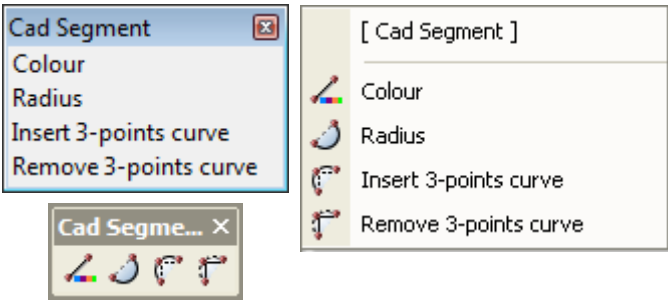 Cad Segment
Colour
Radius
Insert 3-points curve
Remove 3-points curve
Cad Segme...
[ Cad Segment ]
Colour
Radius
Insert 3-points curve
Remove 3-points curve